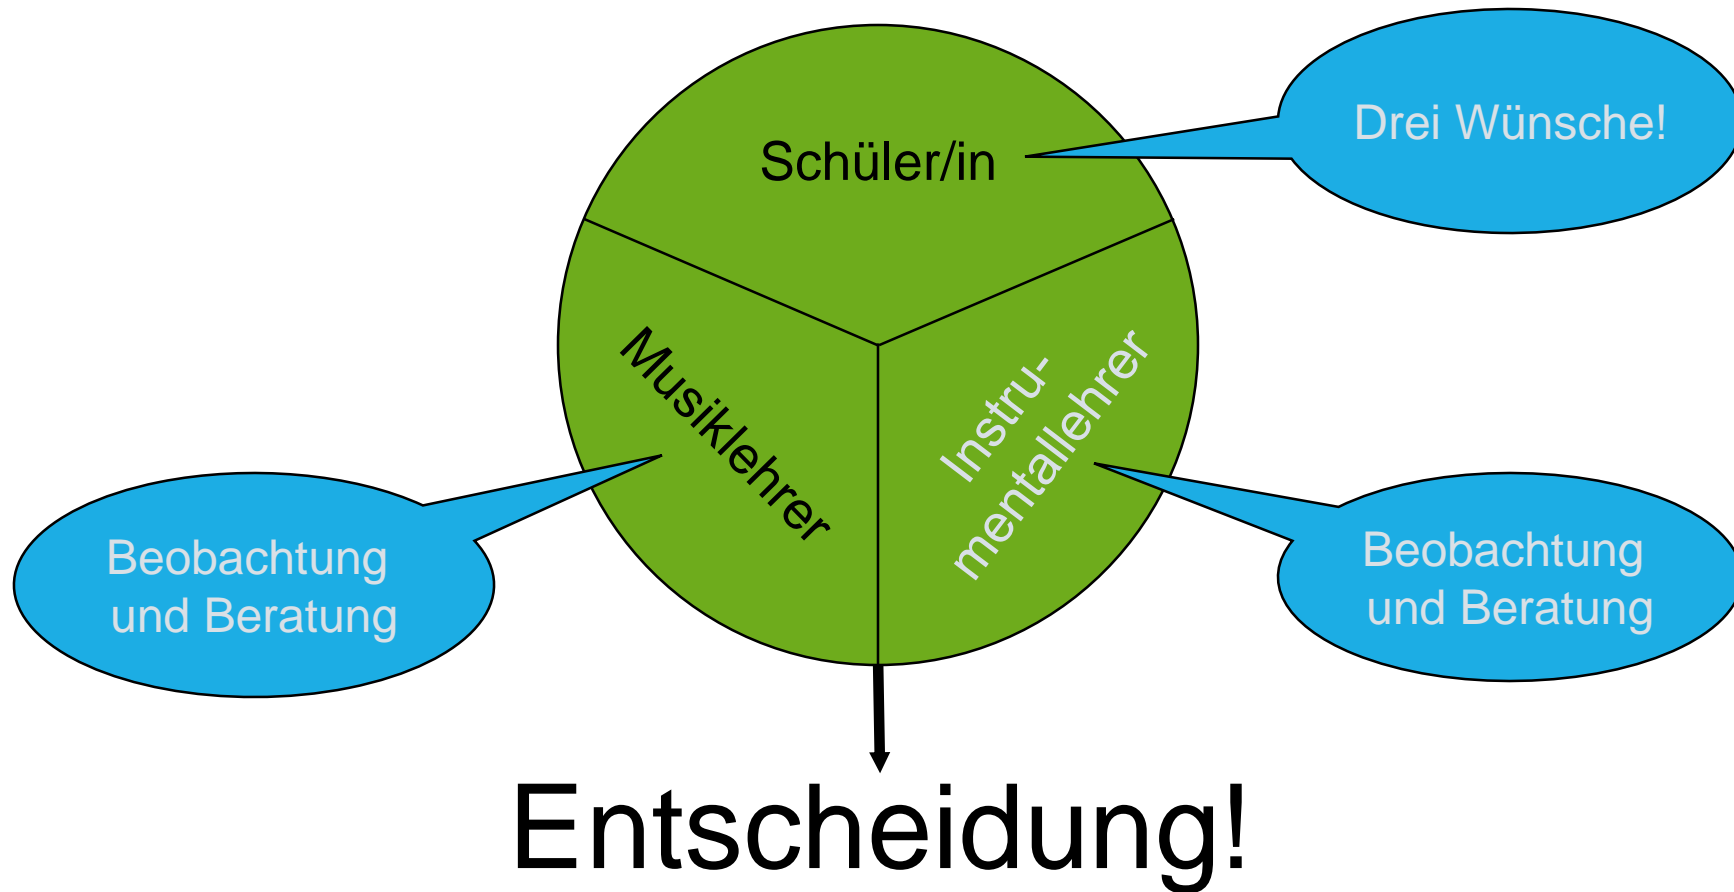 Drei Wünsche!
Schüler/in
Musiklehrer
Instru-
mentallehrer
Beobachtung
und Beratung
Beobachtung
und Beratung
Entscheidung!